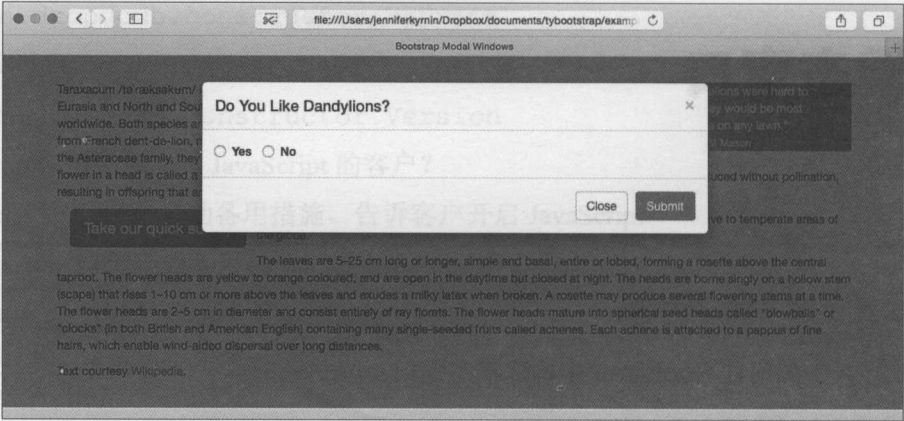 file:///Users/jenniferkyrnin/Dropbox/documents/tybootstrap/examp
Bootstrap Modal Windows
Taraxacum /təˈræksəkʉm/
Eurasia and North and Sou
worldwide. Both species a
from French dent-de-lion, m
the Asteraceae family, they
flower in a head is called a
resulting in offspring that a
elions were hard to
ey would be most
on any lawn."
Mason
uced without pollination,
Do You Like Dandylions?
×
Yes No
Close Submit
Take our quick su
ve to temperate areas of
the globe.
The leaves are 5–25 cm long or longer, simple and basal, entire or lobed, forming a rosette above the central
taproot. The flower heads are yellow to orange coloured, and are open in the daytime but closed at night. The heads are borne singly on a hollow stem
(scape) that rises 1–10 cm or more above the leaves and exudes a milky latex when broken. A rosette may produce several flowering stems at a time.
The flower heads are 2–5 cm in diameter and consist entirely of ray florets. The flower heads mature into spherical seed heads called "blowballs" or
"clocks" (in both British and American English) containing many single-seeded fruits called achenes. Each achene is attached to a pappus of fine
hairs, which enable wind-aided dispersal over long distances.
Text courtesy Wikipedia.